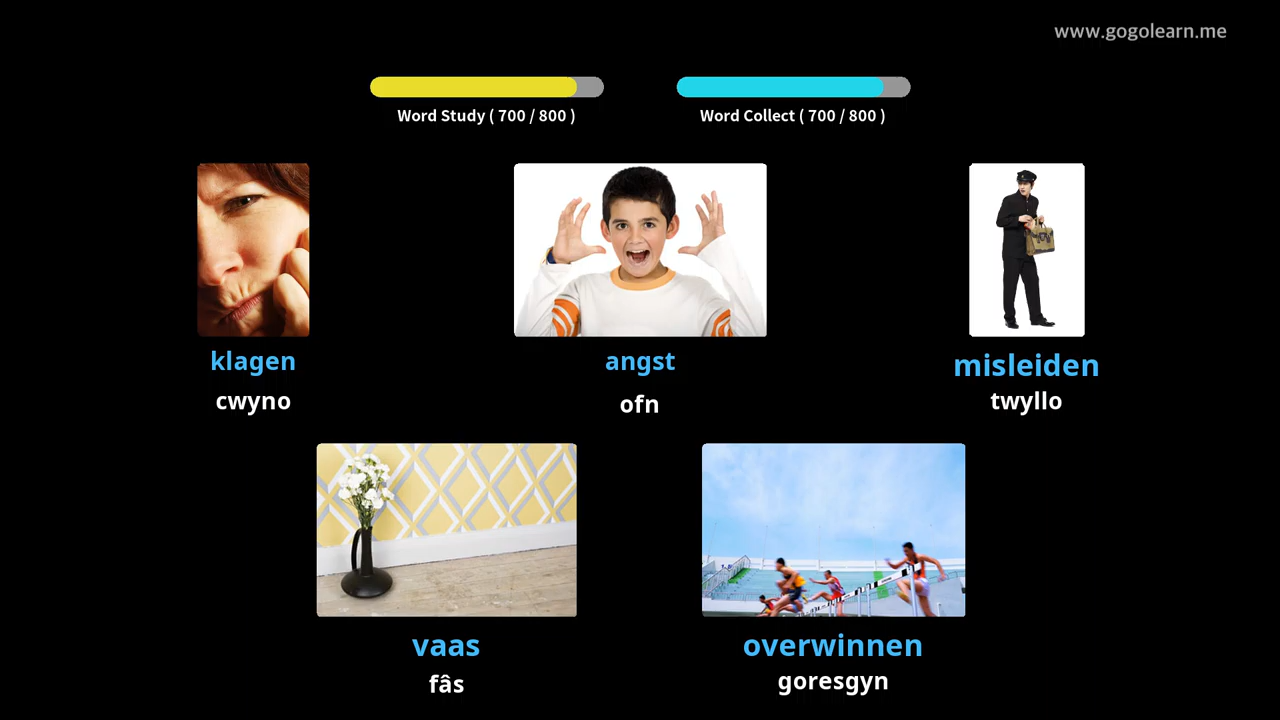 www.gogolearn.me
Word Study ( 700 / 800 )
Word Collect ( 700 / 800 )
klagen
cwyno
angst
ofn
misleiden
twyllo
vaas
fâs
overwinnen
goresgyn